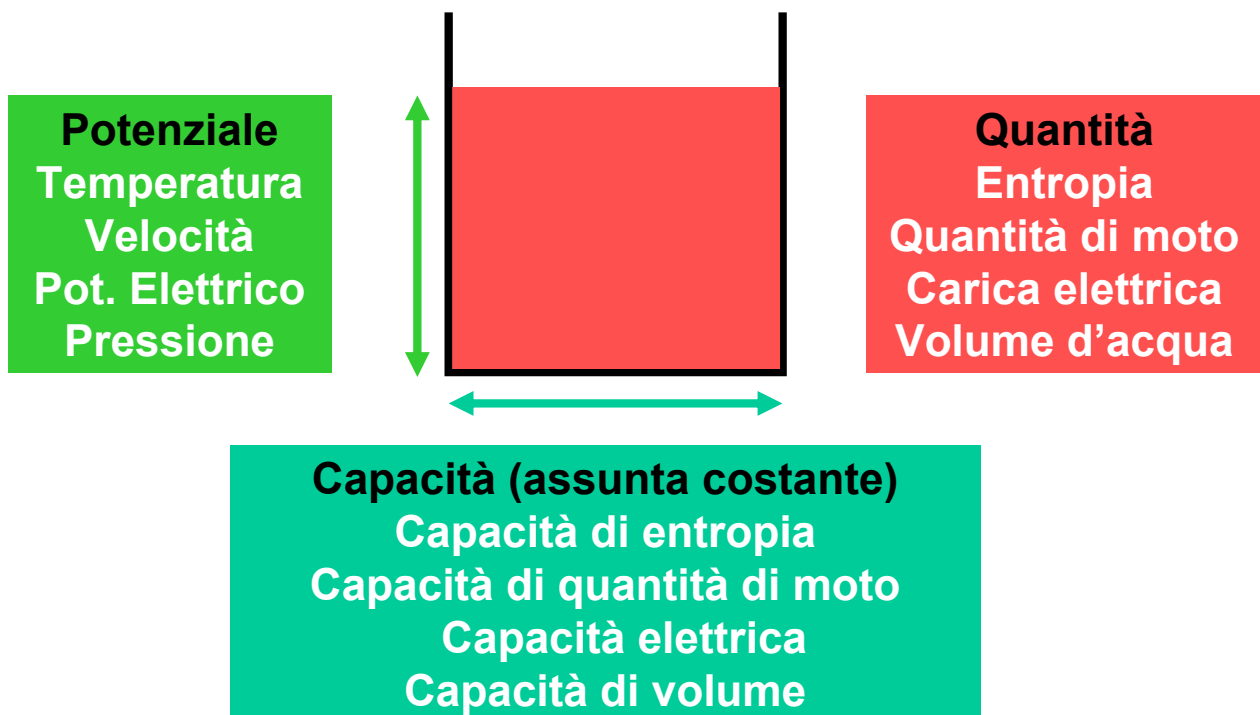 Potenziale
Temperatura
Velocità
Pot. Elettrico
Pressione
Quantità
Entropia
Quantità di moto
Carica elettrica
Volume d’acqua
Capacità (assunta costante)
Capacità di entropia
Capacità di quantità di moto
Capacità elettrica
Capacità di volume